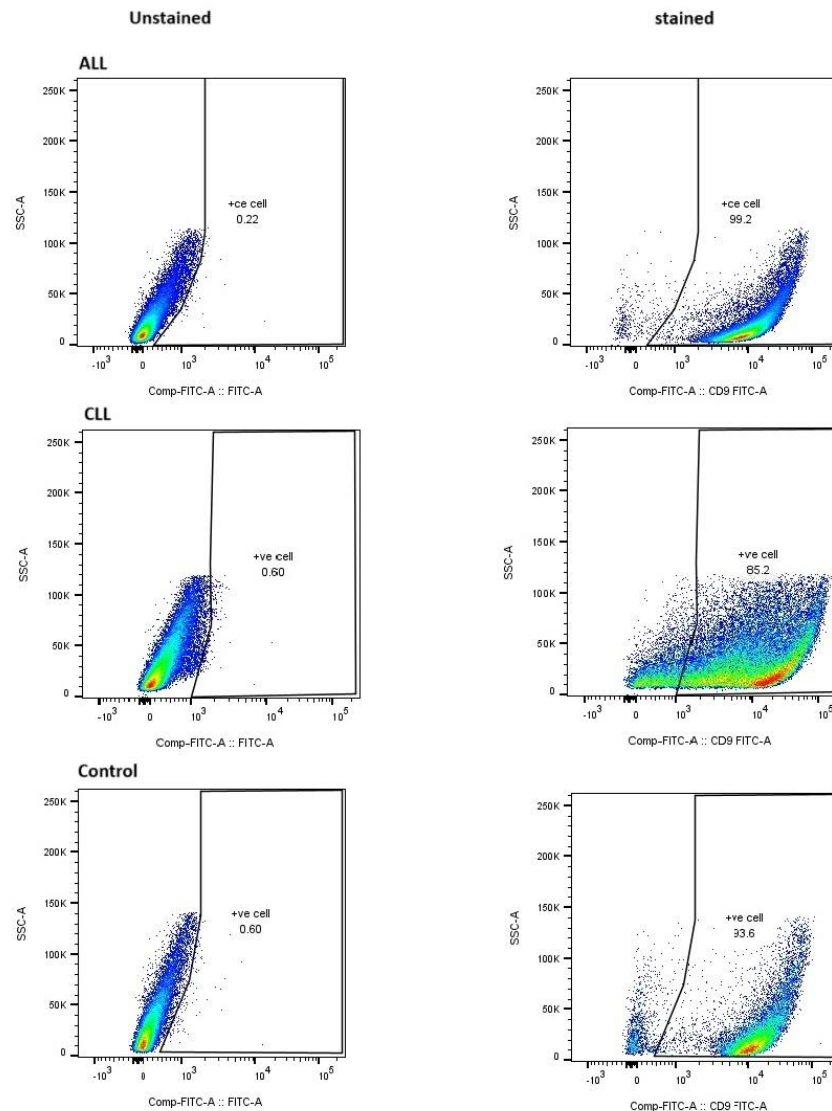 Unstained
stained
ALL
250K
200K
150K
100K
50K
0
SSC-A
+ce cell
0.22
-10^3 0 10^3 10^4 10^5
Comp-FITC-A :: FITC-A
250K
200K
150K
100K
50K
0
SSC-A
+ce cell
99.2
-10^3 0 10^3 10^4 10^5
Comp-FITC-A :: CD9 FITC-A
CLL
250K
200K
150K
100K
50K
0
SSC-A
+ve cell
0.60
-10^3 0 10^3 10^4 10^5
Comp-FITC-A :: FITC-A
250K
200K
150K
100K
50K
0
SSC-A
+ve cell
85.2
-10^3 0 10^3 10^4 10^5
Comp-FITC-A :: CD9 FITC-A
Control
250K
200K
150K
100K
50K
0
SSC-A
+ve cell
0.60
-10^3 0 10^3 10^4 10^5
Comp-FITC-A :: FITC-A
250K
200K
150K
100K
50K
0
SSC-A
+ve cell
93.6
-10^3 0 10^3 10^4 10^5
Comp-FITC-A :: CD9 FITC-A